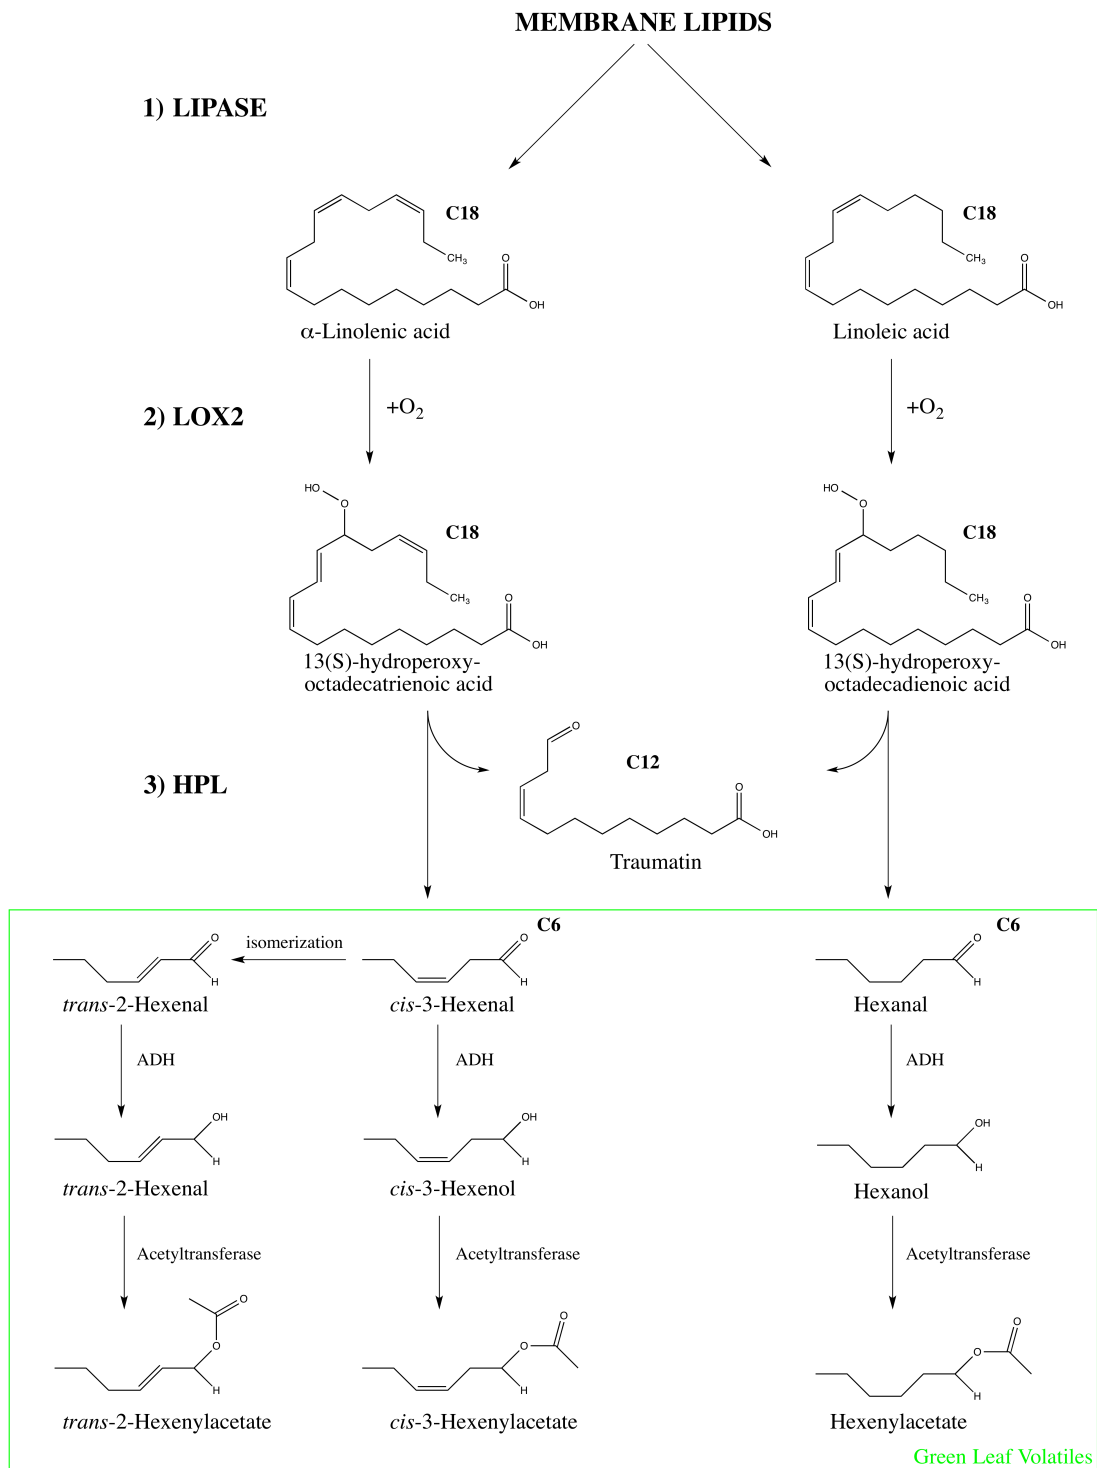 MEMBRANE LIPIDS
1) LIPASE
C18
CH3
O
OH
α-Linolenic acid
C18
CH3
O
OH
Linoleic acid
2) LOX2
+O2
+O2
HO
O
C18
CH3
O
OH
13(S)-hydroperoxy-
octadecatrienoic acid
HO
O
C18
CH3
O
OH
13(S)-hydroperoxy-
octadecadienoic acid
3) HPL
O
C12
O
OH
Traumatin
O
H
trans-2-Hexenal
isomerization
C6
O
H
cis-3-Hexenal
C6
O
H
Hexanal
ADH
ADH
ADH
OH
H
trans-2-Hexenal
OH
H
cis-3-Hexenol
OH
H
Hexanol
Acetyltransferase
Acetyltransferase
Acetyltransferase
O
O
H
trans-2-Hexenylacetate
O
O
H
cis-3-Hexenylacetate
O
O
H
Hexenylacetate
Green Leaf Volatiles